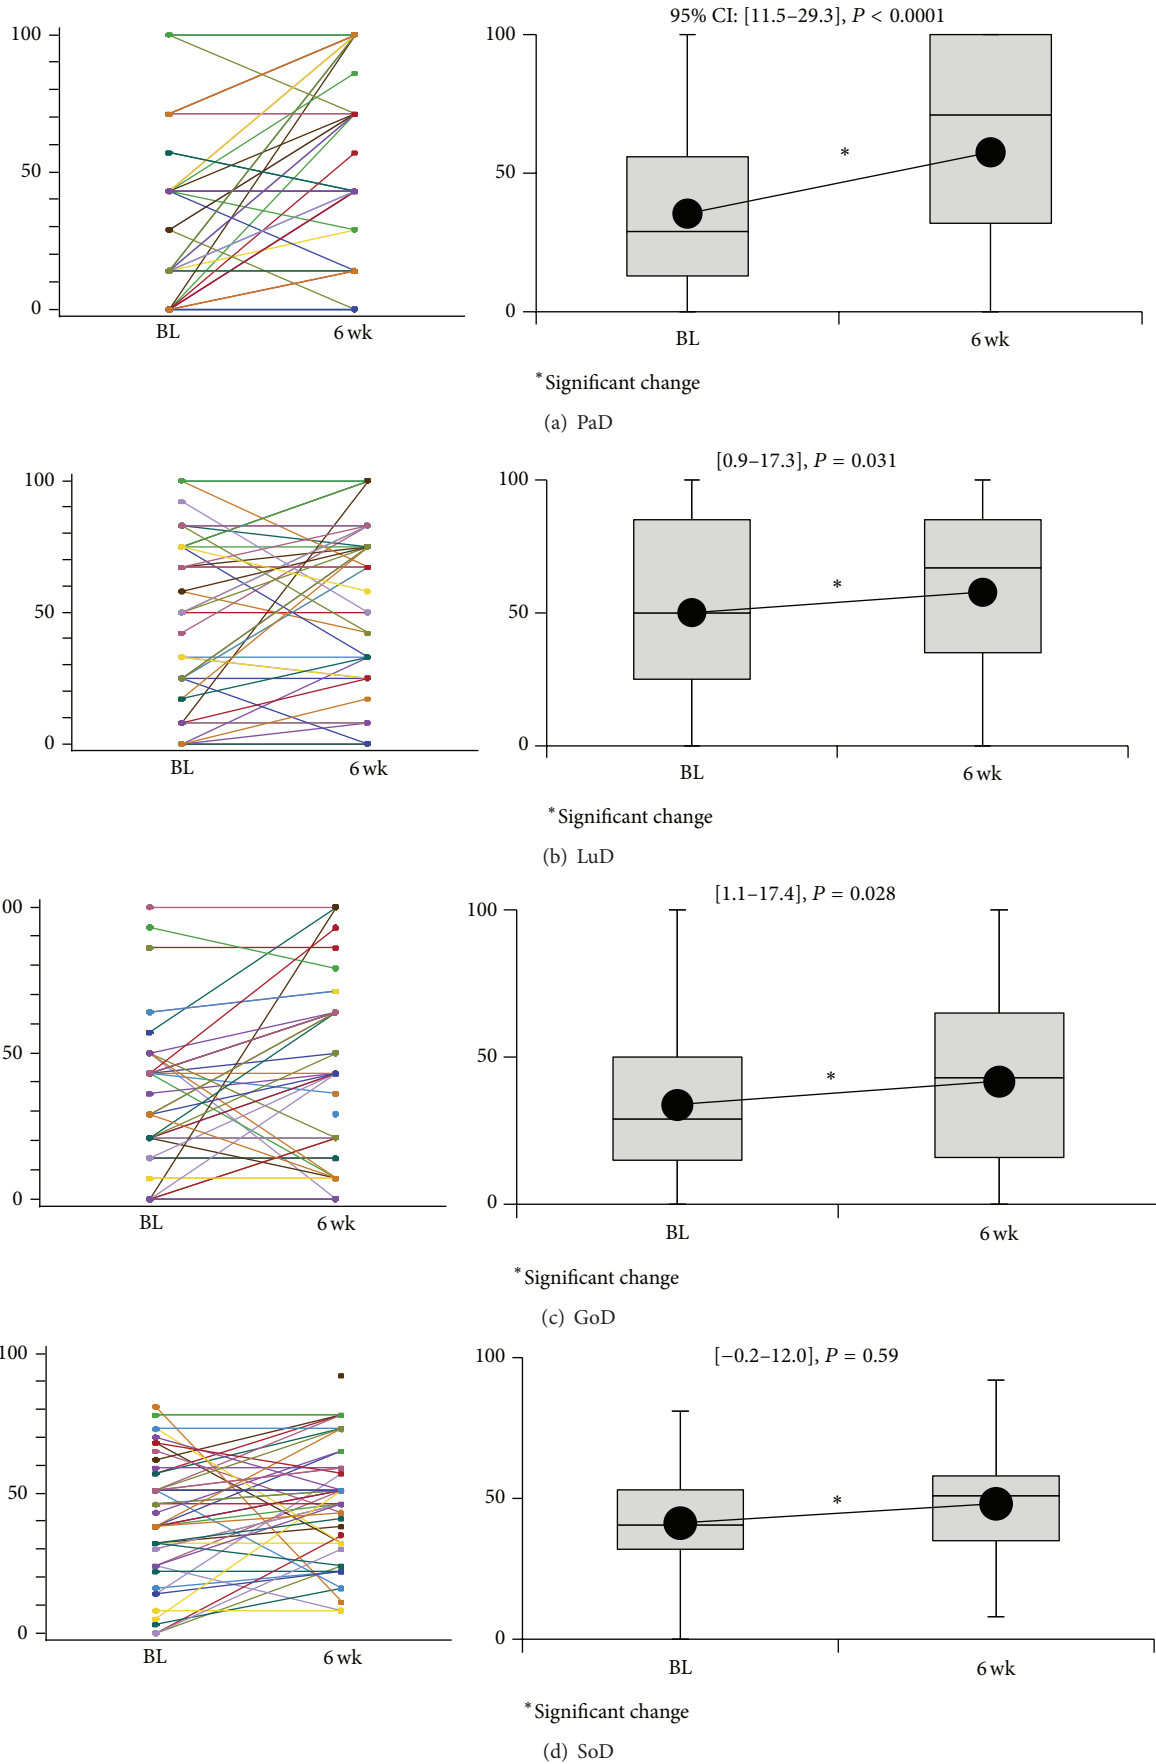 95% CI: [11.5–29.3], P < 0.0001
100
50
0
BL
6 wk
100
50
0
BL
6 wk
*
*Significant change
(a) PaD
[0.9–17.3], P = 0.031
100
50
0
BL
6 wk
100
50
0
BL
6 wk
*
*Significant change
(b) LuD
[1.1–17.4], P = 0.028
00
50
0
BL
6 wk
100
50
0
BL
6 wk
*
*Significant change
(c) GoD
[−0.2–12.0], P = 0.59
100
50
0
BL
6 wk
100
50
0
BL
6 wk
*
*Significant change
(d) SoD